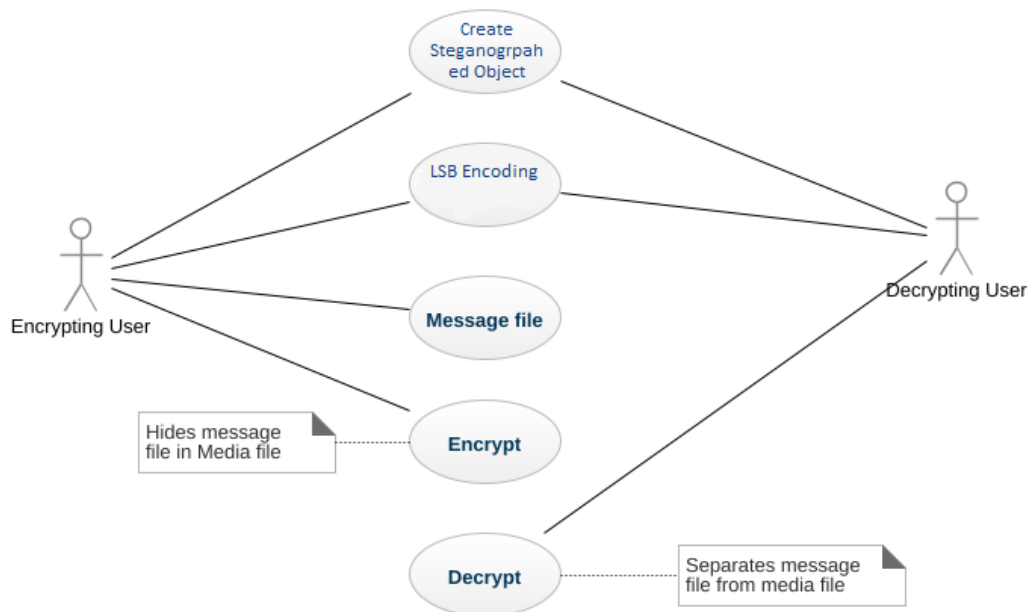 Create
Steganogrpah
ed Object
LSB Encoding
Encrypting User
Decrypting User
Message file
Hides message
file in Media file
Encrypt
Decrypt
Separates message
file from media file